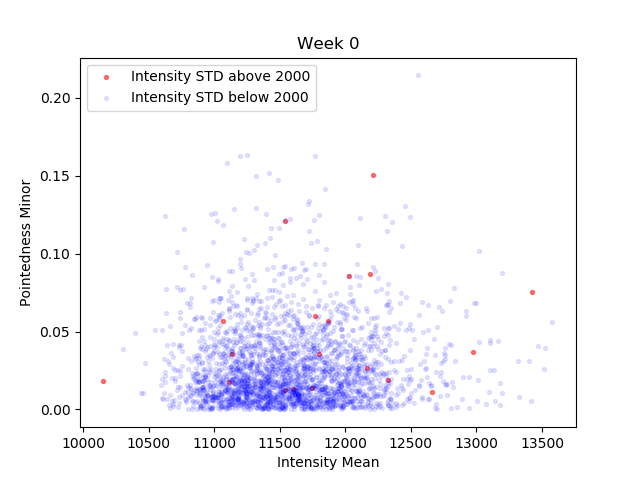 Week 0
Intensity STD above 2000
Intensity STD below 2000
Pointedness Minor
0.20
0.15
0.10
0.05
0.00
10000 10500 11000 11500 12000 12500 13000 13500
Intensity Mean